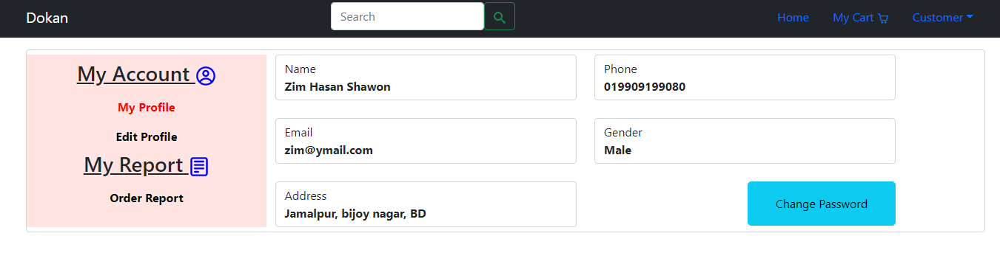 Dokan
Search
Home
My Cart
Customer
My Account
My Profile
Edit Profile
My Report
Order Report
Name
Zim Hasan Shawon
Phone
019909199080
Email
zim@ymail.com
Gender
Male
Address
Jamalpur, bijoy nagar, BD
Change Password